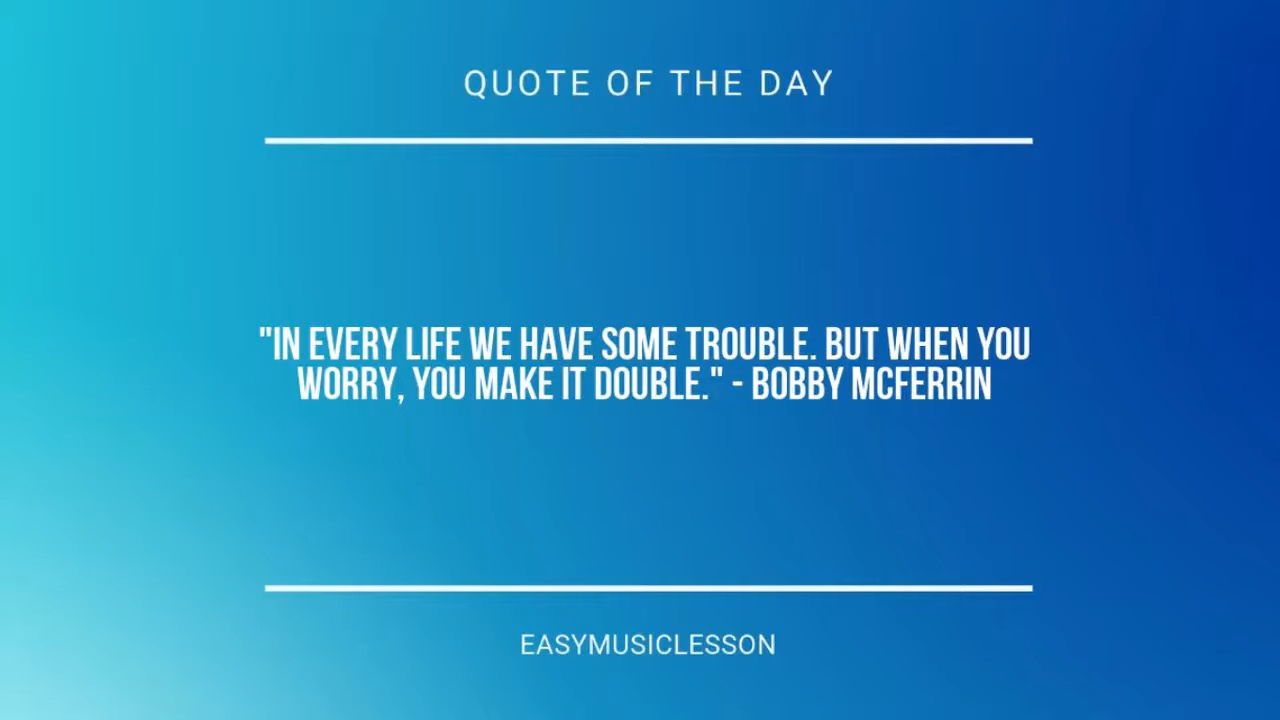 QUOTE OF THE DAY
"IN EVERY LIFE WE HAVE SOME TROUBLE. BUT WHEN YOU
WORRY, YOU MAKE IT DOUBLE." - BOBBY MCFERRIN
EASYMUSICLESSON